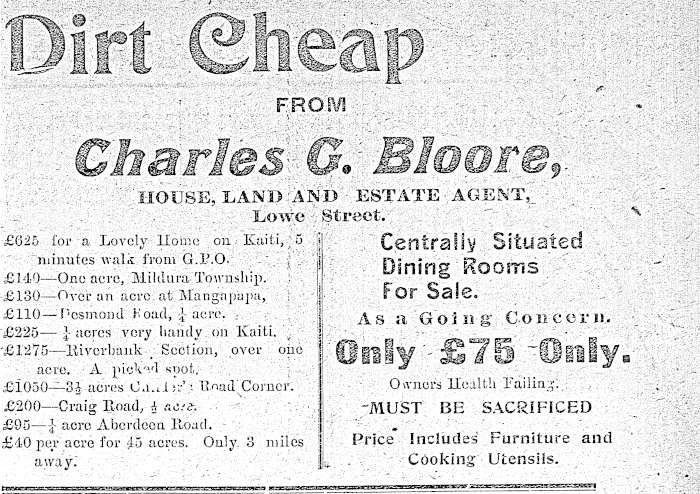 Dirt Cheap
FROM
Charles G. Bloore,
HOUSE, LAND AND ESTATE AGENT,
Lowe Street.
£625 for a Lovely Home on Kaiti, 5
minutes walk from G.P.O.
£140—One acre, Mildura Township.
£130—Over an acre at Mangapapa,
£110—Desmond Road, ¼ acre.
£225— ¼ acres very handy on Kaiti.
£1275—Riverbank Section, over one
acre. A picked spot.
£1050—3½ acres Road Corner.
£200—Craig Road, ½ acre.
£95—¼ acre Aberdeen Road.
£40 per acre for 45 acres. Only 3 miles
away.
Centrally Situated
Dining Rooms
For Sale.
As a Going Concern.
Only £75 Only.
Owners Health Failing.
MUST BE SACRIFICED
Price Includes Furniture and
Cooking Utensils.